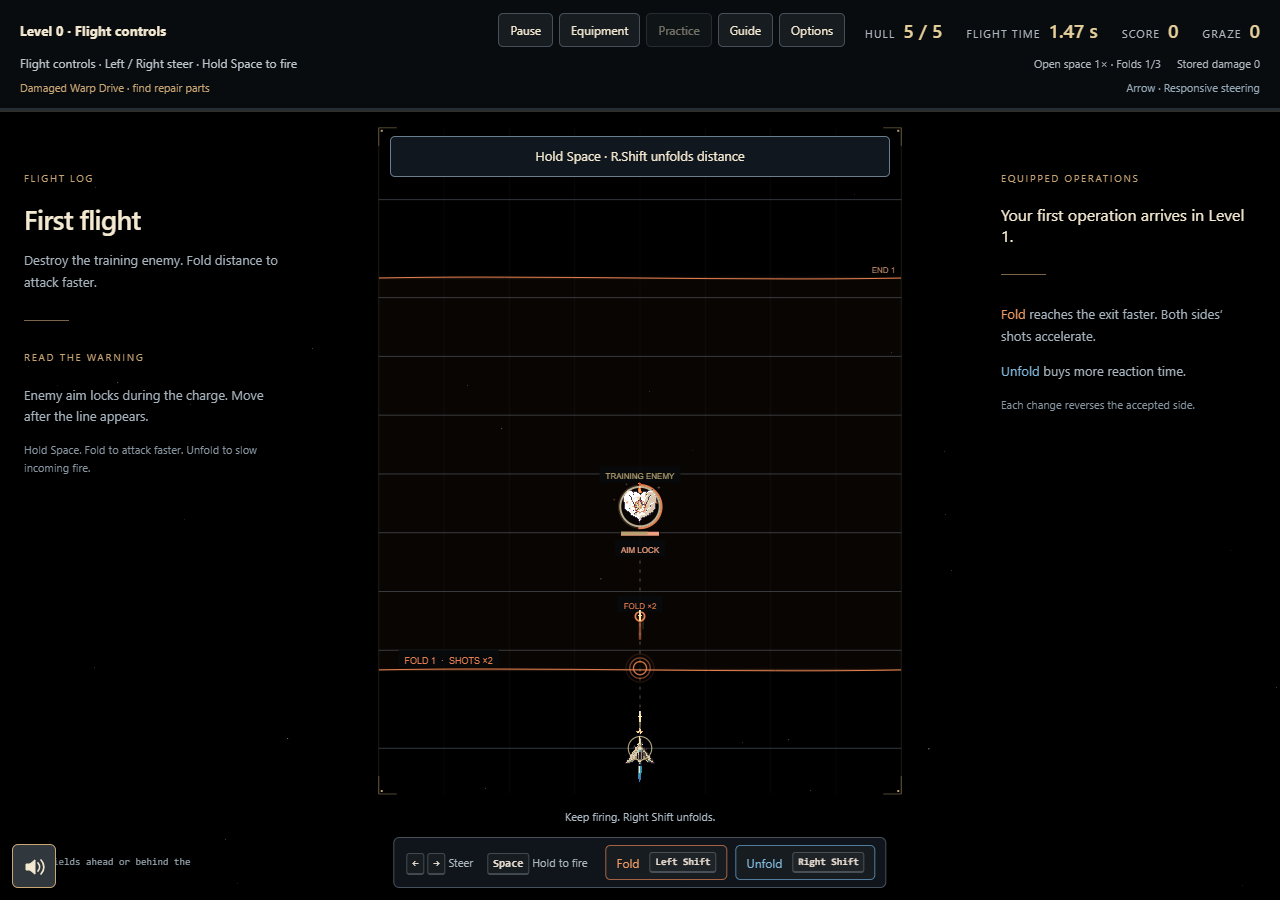 Level 0 · Flight controls
Pause
Equipment
Practice
Guide
Options
HULL 5 / 5
FLIGHT TIME 1.47 s
SCORE 0
GRAZE 0
Flight controls · Left / Right steer · Hold Space to fire
Open space 1× · Folds 1/3
Stored damage 0
Damaged Warp Drive · find repair parts
Arrow · Responsive steering
Hold Space · R.Shift unfolds distance
FLIGHT LOG
First flight
Destroy the training enemy. Fold distance to
attack faster.
READ THE WARNING
Enemy aim locks during the charge. Move
after the line appears.
Hold Space. Fold to attack faster. Unfold to slow
incoming fire.
EQUIPPED OPERATIONS
Your first operation arrives in Level
1.
Fold reaches the exit faster. Both sides'
shots accelerate.
Unfold buys more reaction time.
Each change reverses the accepted side.
END 1
TRAINING ENEMY
AIM LOCK
FOLD ×2
FOLD 1 · SHOTS ×2
Keep firing. Right Shift unfolds.
ields ahead or behind the
← → Steer
Space Hold to fire
Fold Left Shift
Unfold Right Shift